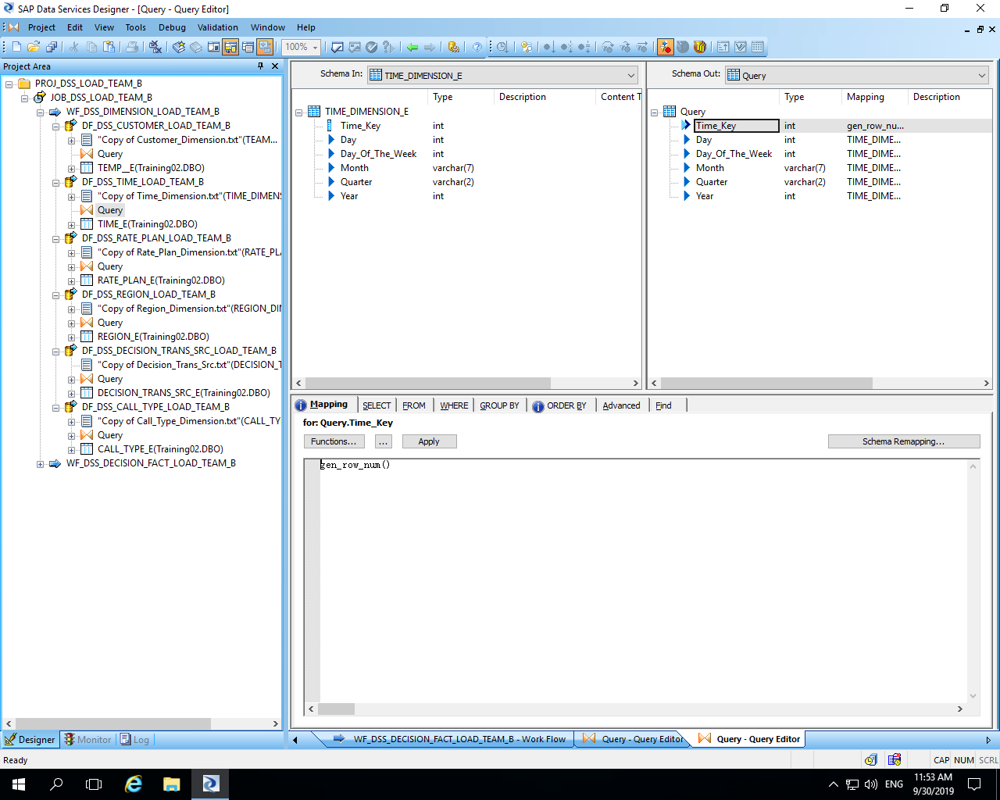 SAP Data Services Designer - [Query - Query Editor]
Project Edit View Tools Debug Validation Window Help
100%
Project Area
PROJ_DSS_LOAD_TEAM_B
JOB_DSS_LOAD_TEAM_B
WF_DSS_DIMENSION_LOAD_TEAM_B
DF_DSS_CUSTOMER_LOAD_TEAM_B
"Copy of Customer_Dimension.txt"(TEAM...
Query
TEMP__E(Training02.DBO)
DF_DSS_TIME_LOAD_TEAM_B
"Copy of Time_Dimension.txt"(TIME_DIMENS
Query
TIME_E(Training02.DBO)
DF_DSS_RATE_PLAN_LOAD_TEAM_B
"Copy of Rate_Plan_Dimension.txt"(RATE_PLA
Query
RATE_PLAN_E(Training02.DBO)
DF_DSS_REGION_LOAD_TEAM_B
"Copy of Region_Dimension.txt"(REGION_DIM
Query
REGION_E(Training02.DBO)
DF_DSS_DECISION_TRANS_SRC_LOAD_TEAM_B
"Copy of Decision_Trans_Src.txt"(DECISION_T
Query
DECISION_TRANS_SRC_E(Training02.DBO)
DF_DSS_CALL_TYPE_LOAD_TEAM_B
"Copy of Call_Type_Dimension.txt"(CALL_TY
Query
CALL_TYPE_E(Training02.DBO)
WF_DSS_DECISION_FACT_LOAD_TEAM_B
Designer Monitor Log
Schema In: TIME_DIMENSION_E
Type Description Content T
TIME_DIMENSION_E
Time_Key int
Day int
Day_Of_The_Week int
Month varchar(7)
Quarter varchar(2)
Year int
Schema Out: Query
Type Mapping Description
Query
Time_Key int gen_row_nu...
Day int TIME_DIME...
Day_Of_The_Week int TIME_DIME...
Month varchar(7) TIME_DIME...
Quarter varchar(2) TIME_DIME...
Year int TIME_DIME...
Mapping SELECT FROM WHERE GROUP BY ORDER BY Advanced Find
for: Query.Time_Key
Functions... ... Apply Schema Remapping...
gen_row_num()
WF_DSS_DECISION_FACT_LOAD_TEAM_B - Work Flow Query - Query Editor Query - Query Editor
Ready CAP NUM SCRL
ENG 11:53 AM
9/30/2019